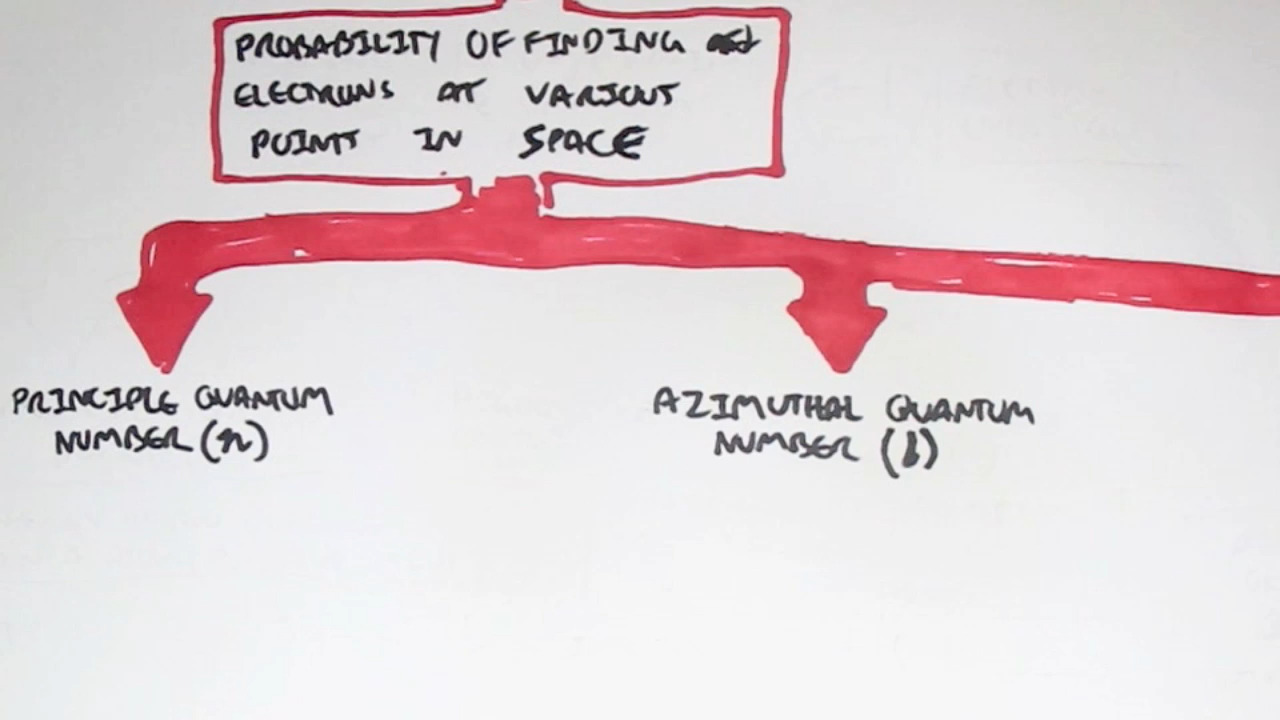 PROBABILITY OF FINDING
ELECTRONS AT VARIOUS
POINTS IN SPACE
PRINCIPLE QUANTUM
NUMBER (n)
AZIMUTHAL QUANTUM
NUMBER (l)